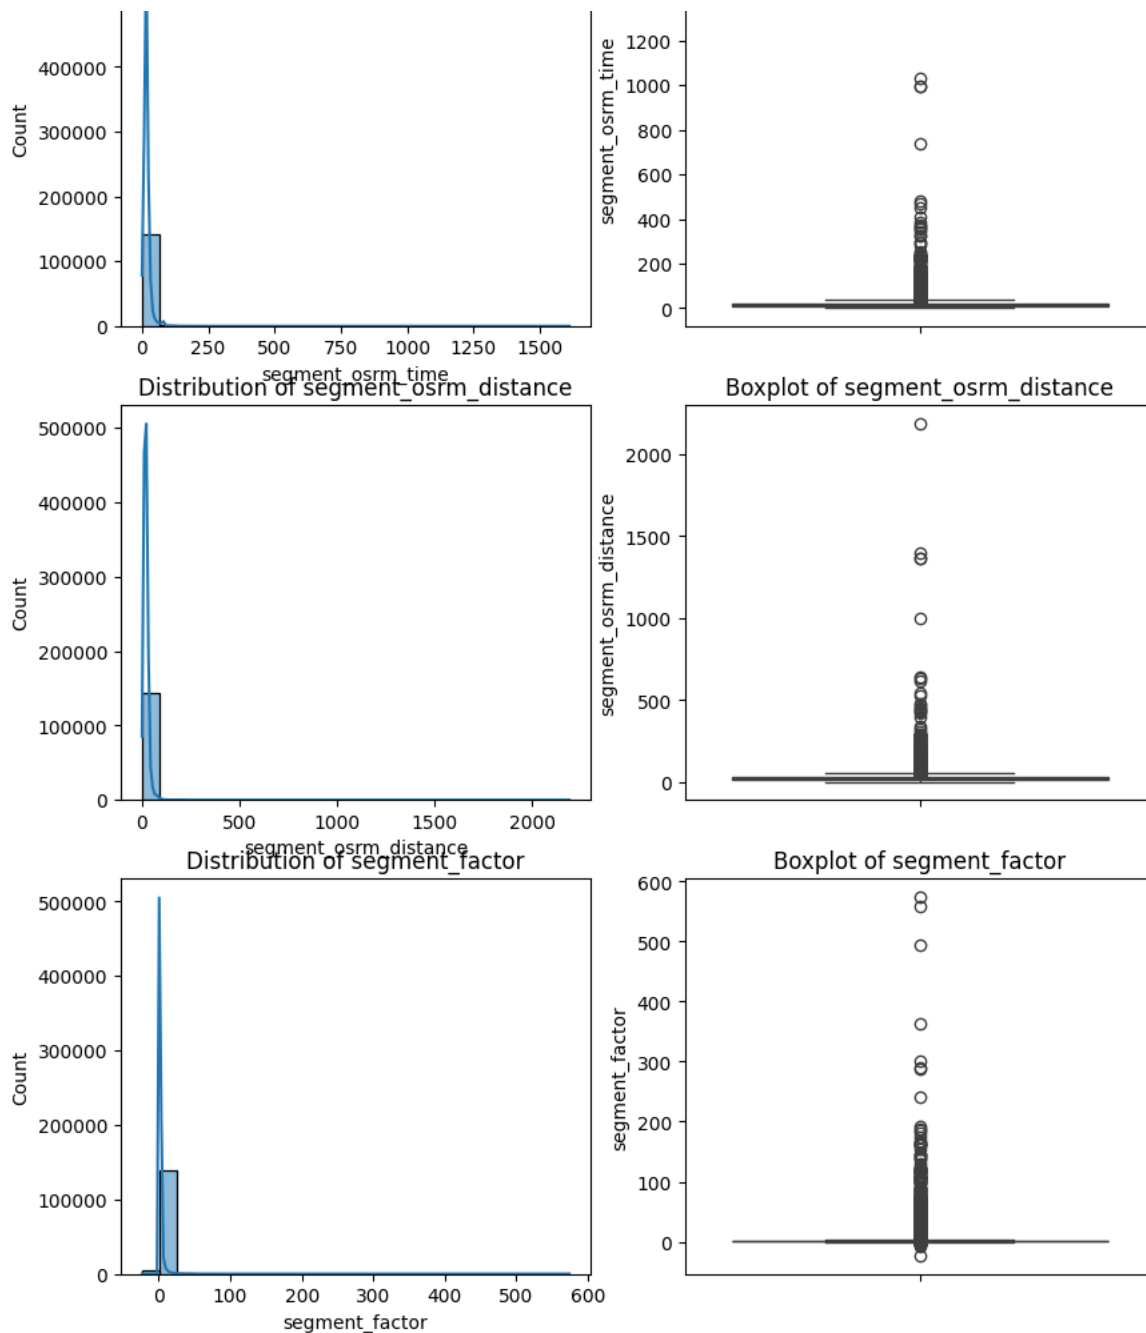 400000
300000
200000
100000
0
Count
0 250 500 750 1000 1250 1500
segment_osrm_time
1200
1000
800
600
400
200
0
segment_osrm_time
Distribution of segment_osrm_distance
500000
400000
300000
200000
100000
0
Count
0 500 1000 1500 2000
segment_osrm_distance
Boxplot of segment_osrm_distance
2000
1500
1000
500
0
segment_osrm_distance
Distribution of segment_factor
500000
400000
300000
200000
100000
0
Count
0 100 200 300 400 500 600
segment_factor
Boxplot of segment_factor
600
500
400
300
200
100
0
segment_factor